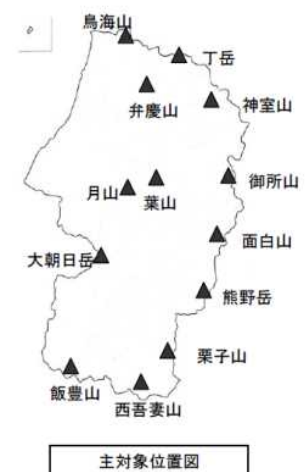 鳥海山
丁岳
弁慶山
神室山
御所山
月山
葉山
面白山
大朝日岳
熊野岳
栗子山
飯豊山
西吾妻山
主対象位置図